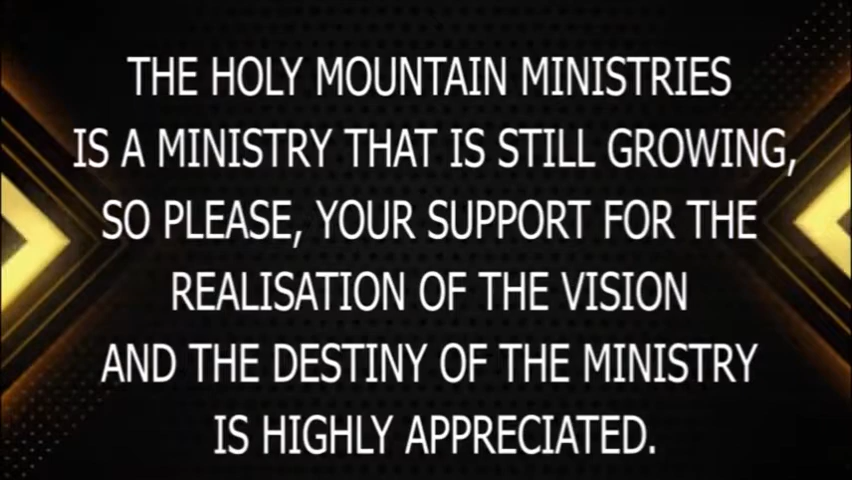 THE HOLY MOUNTAIN MINISTRIES
IS A MINISTRY THAT IS STILL GROWING,
SO PLEASE, YOUR SUPPORT FOR THE
REALISATION OF THE VISION
AND THE DESTINY OF THE MINISTRY
IS HIGHLY APPRECIATED.